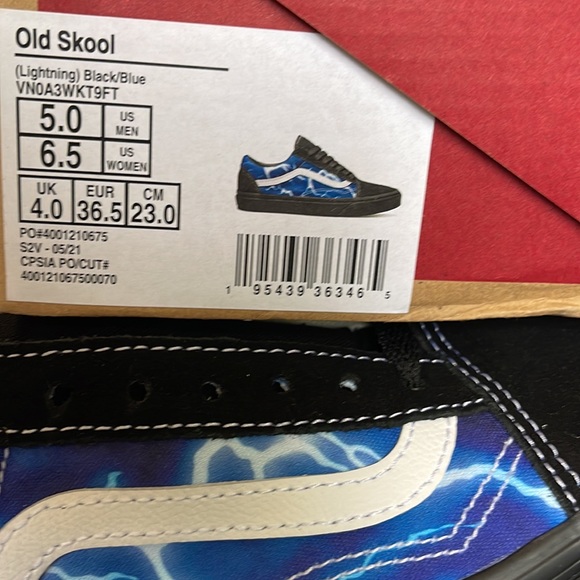 Old Skool
(Lightning) Black/Blue
VN0A3WKT9FT
5.0 US MEN
6.5 US WOMEN
UK EUR CM
4.0 36.5 23.0
PO#4001210675
S2V - 05/21
CPSIA PO/CUT#
400121067500070
1 95439 36346 5